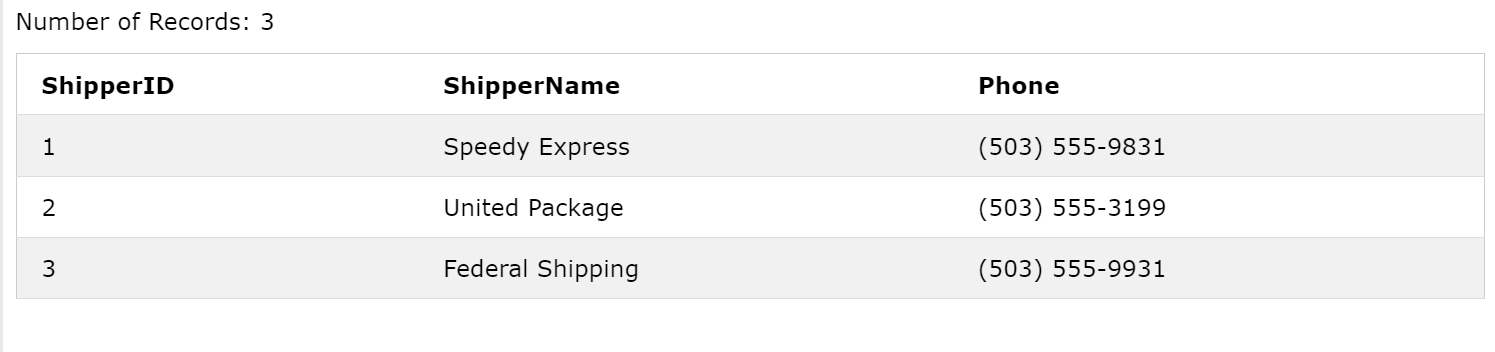 Number of Records: 3
ShipperID ShipperName Phone
1 Speedy Express (503) 555-9831
2 United Package (503) 555-3199
3 Federal Shipping (503) 555-9931